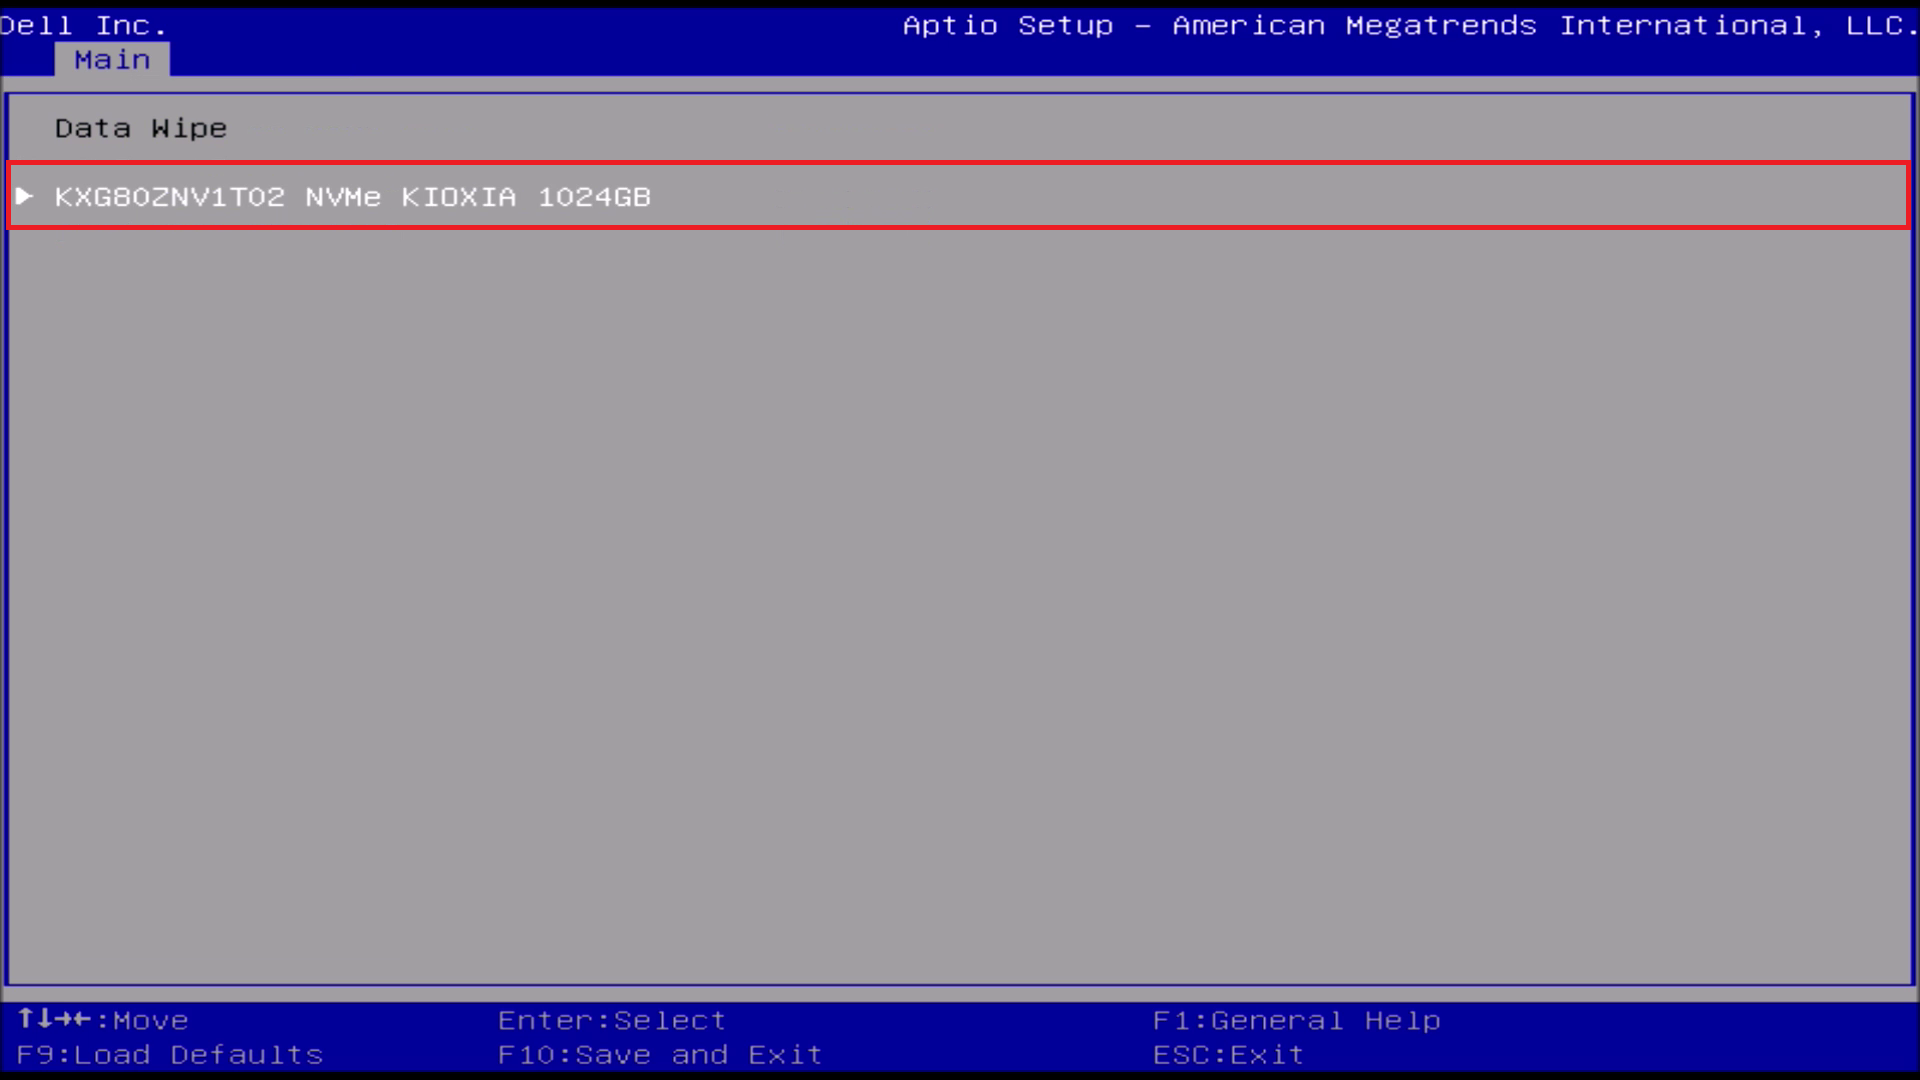 Dell Inc.
Aptio Setup – American Megatrends International, LLC.
Main
Data Wipe
▶ KXG80ZNV1T02 NVMe KIOXIA 1024GB
↑↓→←:Move
Enter:Select
F1:General Help
F9:Load Defaults
F10:Save and Exit
ESC:Exit